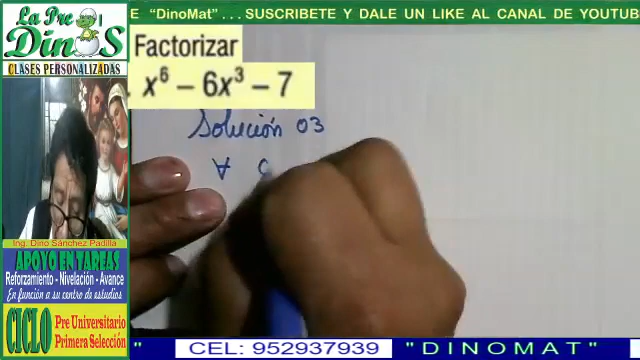 La Pre
DinoS
CLASES PERSONALIZADAS
E "DinoMat" . . . SUSCRIBETE Y DALE UN LIKE AL CANAL DE YOUTUB
Factorizar
x⁶ − 6x³ − 7
Solución 03
∀
Ing. Dino Sánchez Padilla
APOYO EN TAREAS
Reforzamiento - Nivelación - Avance
En función a su centro de estudios
CICLO Pre Universitario
Primera Selección
" CEL: 952937939 "DINOMAT"